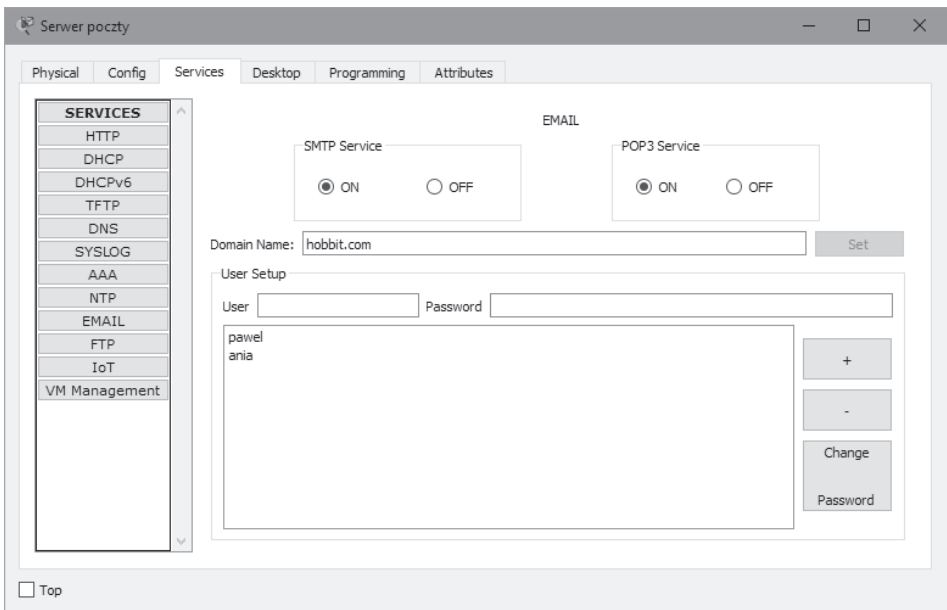 Serwer poczty
Physical Config Services Desktop Programming Attributes
SERVICES
HTTP
DHCP
DHCPv6
TFTP
DNS
SYSLOG
AAA
NTP
EMAIL
FTP
IoT
VM Management
EMAIL
SMTP Service
ON OFF
POP3 Service
ON OFF
Domain Name: hobbit.com Set
User Setup
User Password
pawel
ania
+
-
Change
Password
Top